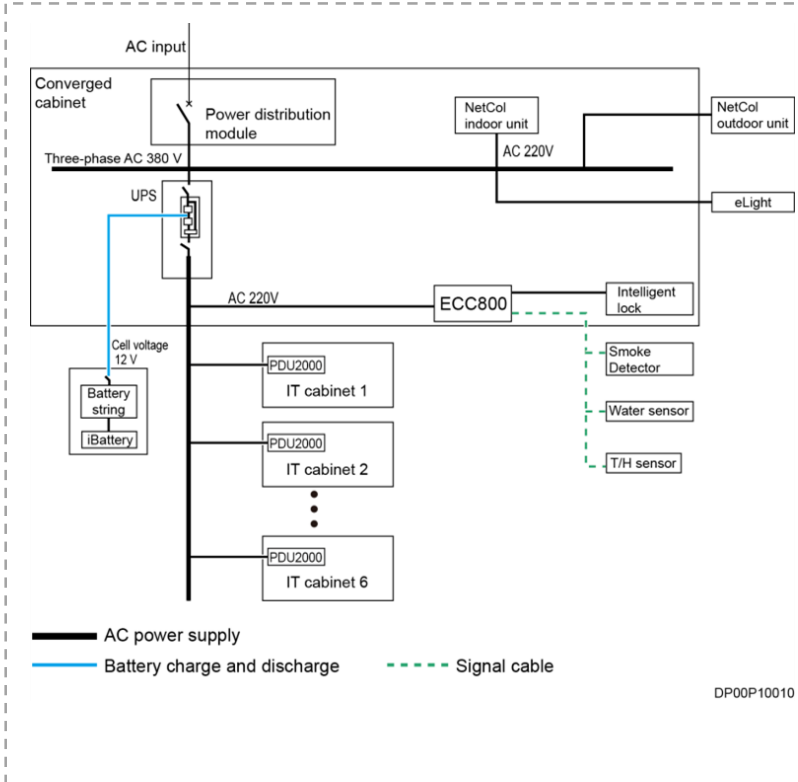 AC input
Converged
cabinet
Power distribution
module
NetCol
indoor unit
NetCol
outdoor unit
Three-phase AC 380 V
AC 220V
UPS
eLight
AC 220V
ECC800
Intelligent
lock
Cell voltage
12 V
Smoke
Detector
PDU2000
IT cabinet 1
Battery
string
Water sensor
iBattery
PDU2000
IT cabinet 2
T/H sensor
PDU2000
IT cabinet 6
AC power supply
Battery charge and discharge
Signal cable
DP00P10010